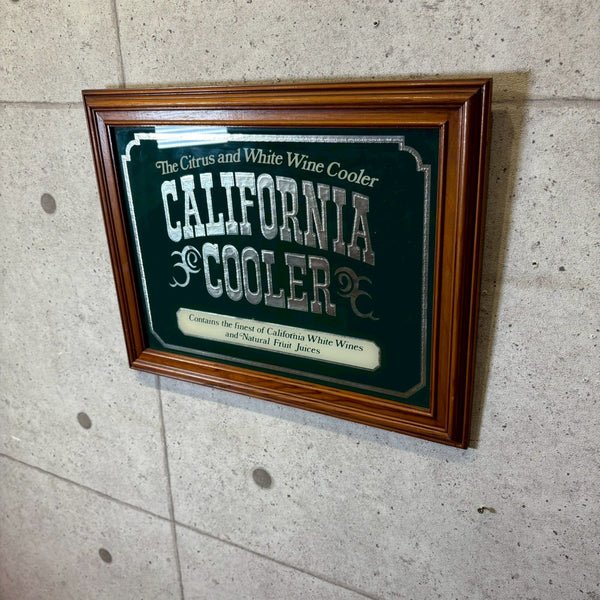 The Citrus and White Wine Cooler
CALIFORNIA
COOLER
Contains the finest of California White Wines
and Natural Fruit Juices